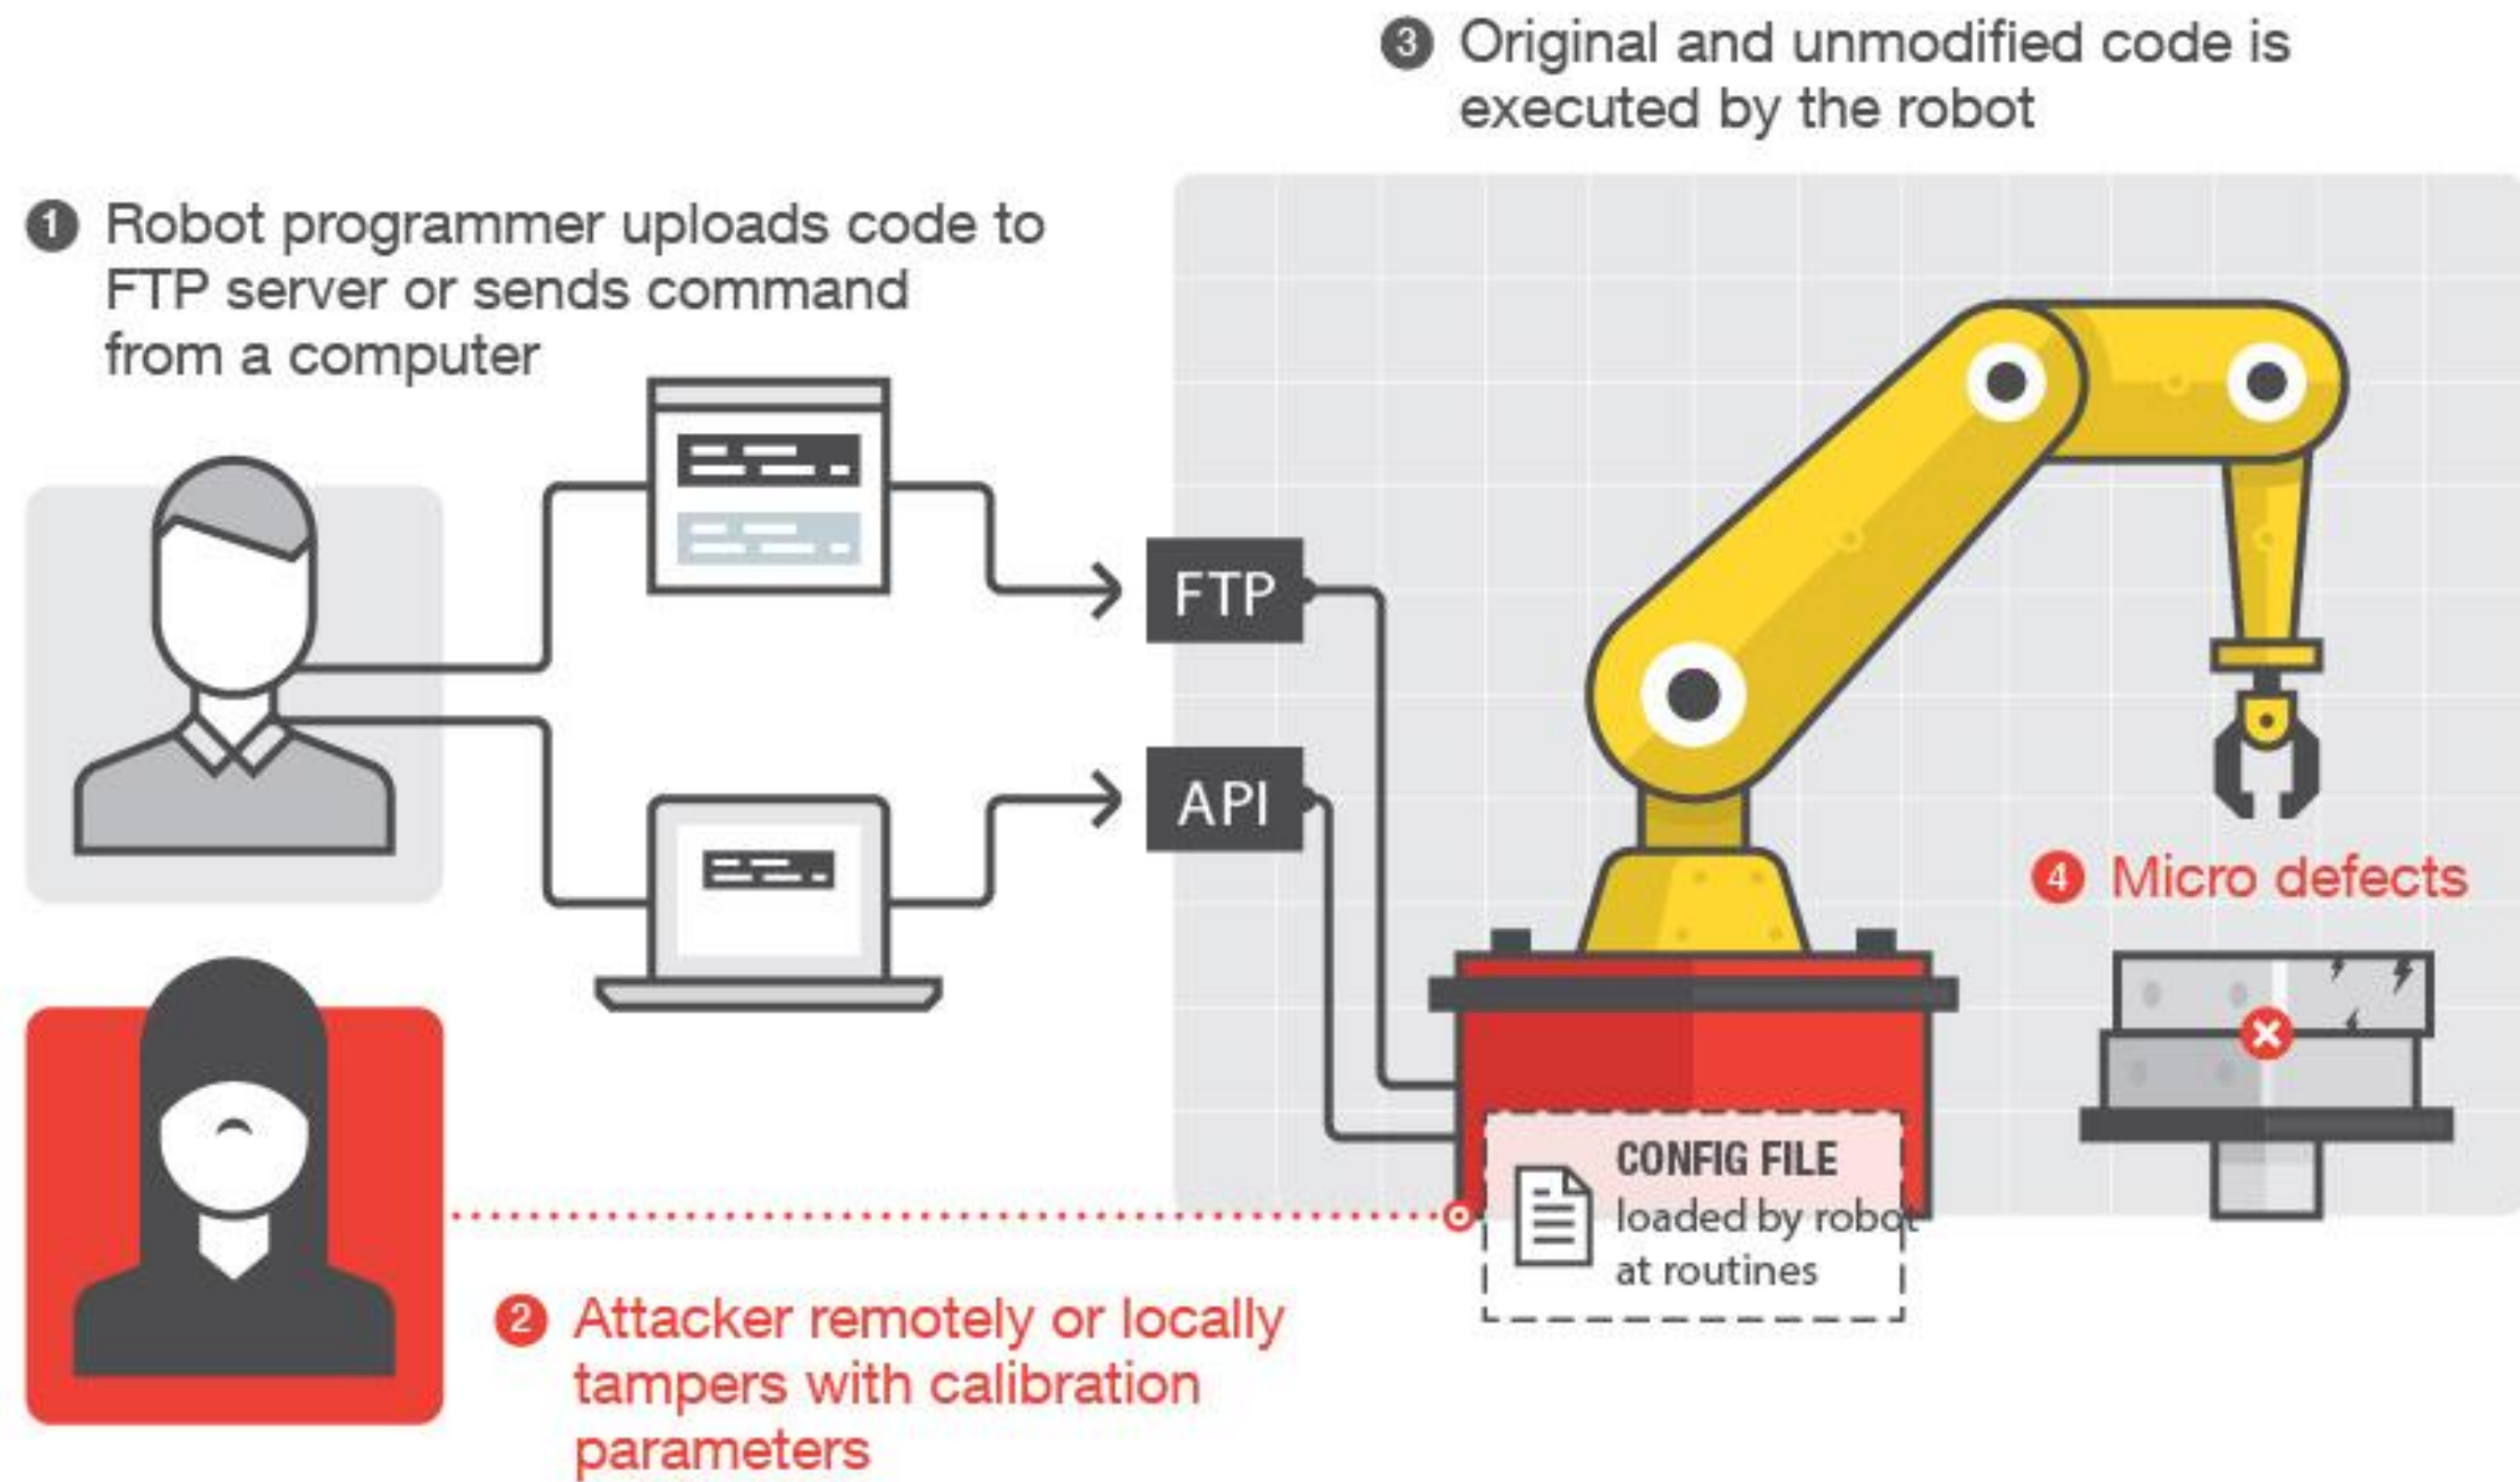 3 Original and unmodified code is
executed by the robot
1 Robot programmer uploads code to
FTP server or sends command
from a computer
FTP
API
4 Micro defects
CONFIG FILE
loaded by robot
at routines
2 Attacker remotely or locally
tampers with calibration
parameters